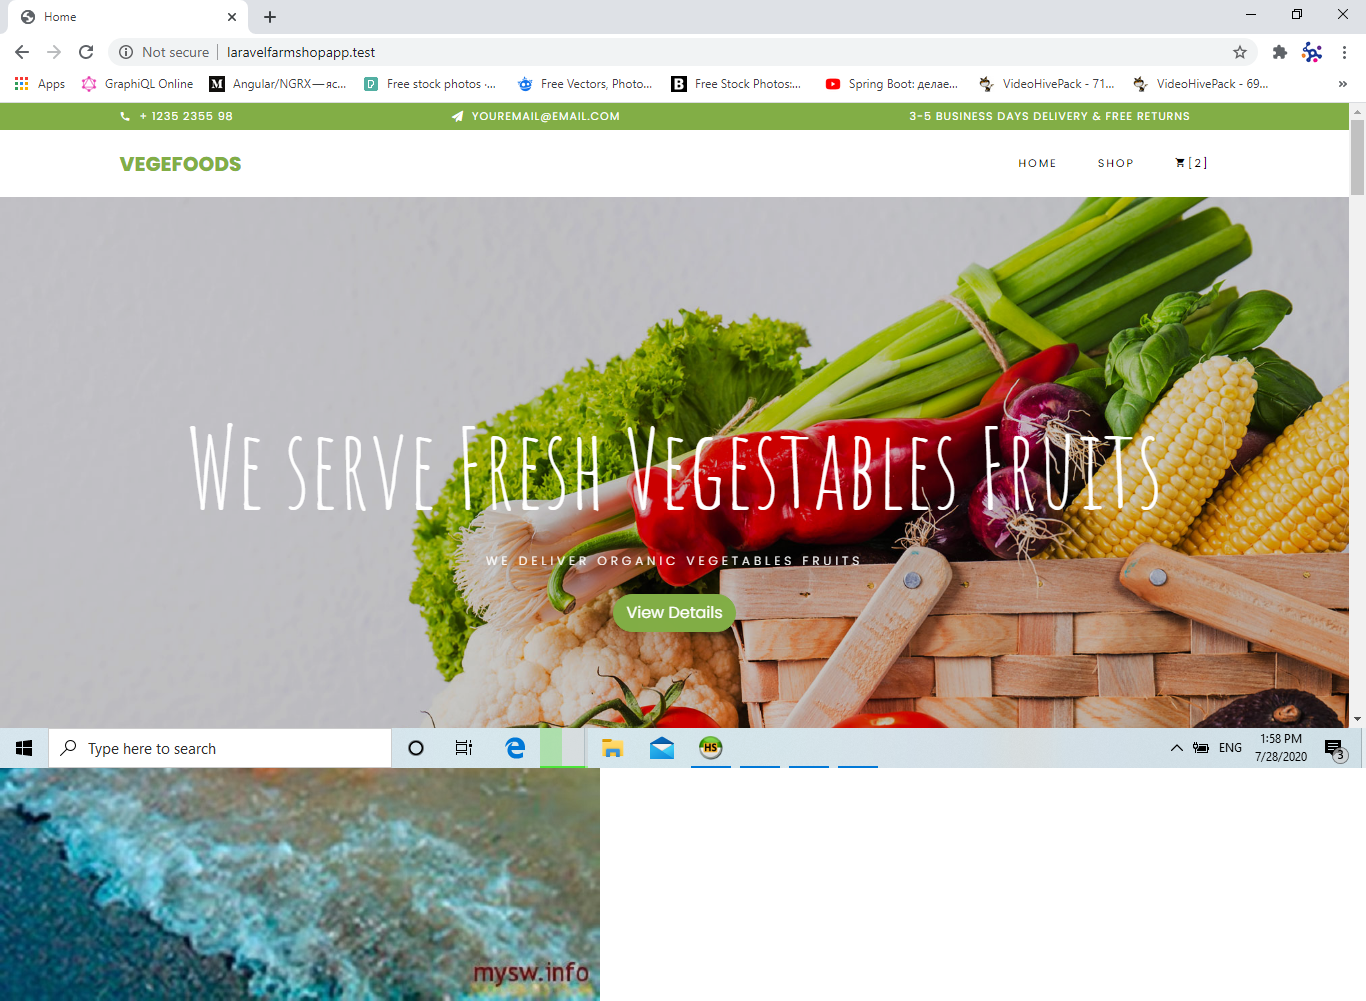 Home
Not secure | laravelfarmshopapp.test
Apps GraphiQL Online M Angular/NGRX—яс... Free stock photos ·... Free Vectors, Photo... B Free Stock Photos:... Spring Boot: делае... VideoHivePack - 71... VideoHivePack - 69... »
+ 1235 2355 98 YOUREMAIL@EMAIL.COM 3-5 BUSINESS DAYS DELIVERY & FREE RETURNS
VEGEFOODS HOME SHOP [2]
WE SERVE FRESH VEGESTABLES FRUITS
WE DELIVER ORGANIC VEGETABLES FRUITS
View Details
Type here to search HS ENG 1:58 PM
7/28/2020 3
mysw.info